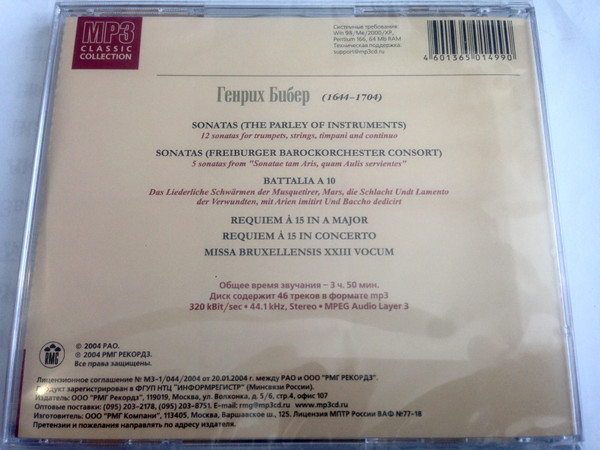 MP3
CLASSIC
COLLECTION
Системные требования:
Win 98/Me/2000/XP,
Pentium 166, 64 Mb RAM
Техническая поддержка
support@mp3cd.ru
4601365014990
Генрих Бибер (1644-1704)
SONATAS (THE PARLEY OF INSTRUMENTS)
12 sonatas for trumpets, strings, timpani and continuo
SONATAS (FREIBURGER BAROCKORCHESTER CONSORT)
5 sonatas from "Sonatae tam Aris, quam Aulis servientes"
BATTALIA A 10
Das Liederliche Schwärmen der Musquetirer, Mars, die Schlacht Undt Lamento
der Verwundten, mit Arien imitirt Und Baccho dedicirt
REQUIEM À 15 IN A MAJOR
REQUIEM À 15 IN CONCERTO
MISSA BRUXELLENSIS XXIII VOCUM
Общее время звучания – 3 ч. 50 мин.
Диск содержит 46 треков в формате mp3
320 kBit/sec • 44.1 kHz, Stereo • MPEG Audio Layer 3
RMG
© 2004 РАО.
℗ 2004 РМГ РЕКОРДЗ.
Все права защищены.
Лицензионное соглашение № МЗ-1/044/2004 от 20.01.2004 г. между РАО и ООО "РМГ РЕКОРДЗ".
Продукт зарегистрирован в ФГУП НТЦ "ИНФОРМРЕГИСТР" (Минсвязи России).
Издатель: ООО "РМГ Рекордз", 119019, Москва, ул. Волхонка, д. 5/6, стр.4, офис 107
Оптовые поставки: (095) 203-2178, (095) 203-8751. E-mail: rmg@mp3cd.ru, www.mp3cd.ru
Изготовитель: ООО "РМГ Компани", 113405, Москва, Варшавское ш., 125. Лицензия МПТР России ВАФ №77-18
Претензии и пожелания направлять по адресу издателя.